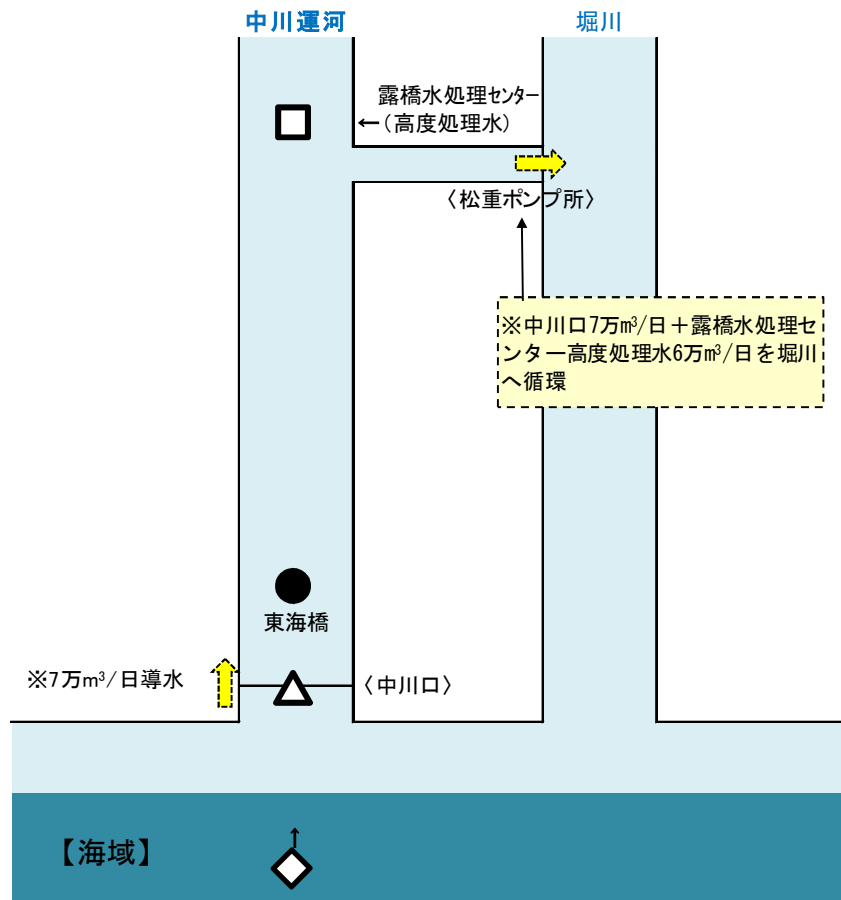 中川運河
堀川
露橋水処理ｾﾝﾀｰ
←（高度処理水）
〈松重ポンプ所〉
※中川口7万m³/日＋露橋水処理セ
ンター高度処理水6万m³/日を堀川
へ循環
東海橋
※7万m³/日導水
〈中川口〉
【海域】